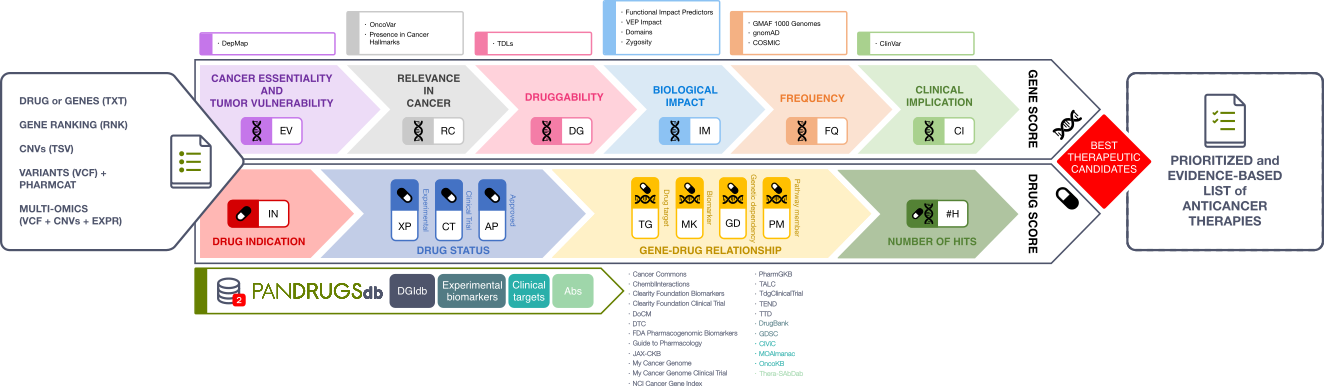 · DepMap
· OncoVar
· Presence in Cancer
Hallmarks
· TDLs
· Functional Impact Predictors
· VEP Impact
· Domains
· Zygosity
· GMAF 1000 Genomes
· gnomAD
· COSMIC
· ClinVar
DRUG or GENES (TXT)
GENE RANKING (RNK)
CNVs (TSV)
VARIANTS (VCF) +
PHARMCAT
MULTI-OMICS
(VCF + CNVs + EXPR)
CANCER ESSENTIALITY
AND
TUMOR VULNERABILITY
EV
RELEVANCE
IN
CANCER
RC
DRUGGABILITY
DG
BIOLOGICAL
IMPACT
IM
FREQUENCY
FQ
CLINICAL
IMPLICATION
CI
GENE SCORE
IN
DRUG INDICATION
XP
Experimental
CT
Clinical Trial
AP
Approved
DRUG STATUS
TG
Drug target
MK
Biomarker
GD
Genetic dependency
PM
Pathway member
GENE-DRUG RELATIONSHIP
#H
NUMBER OF HITS
DRUG SCORE
BEST
THERAPEUTIC
CANDIDATES
PRIORITIZED and
EVIDENCE-BASED
LIST of
ANTICANCER
THERAPIES
2
PANDRUGSdb
DGIdb
Experimental
biomarkers
Clinical
targets
Abs
· Cancer Commons
· ChemblInteractions
· Clearity Foundation Biomarkers
· Clearity Foundation Clinical Trial
· DoCM
· DTC
· FDA Pharmacogenomic Biomarkers
· Guide to Pharmacology
· JAX-CKB
· My Cancer Genome
· My Cancer Genome Clinical Trial
· NCI Cancer Gene Index
· PharmGKB
· TALC
· TdgClinicalTrial
· TEND
· TTD
· DrugBank
· GDSC
· CIViC
· MOAlmanac
· OncoKB
· Thera-SAbDab